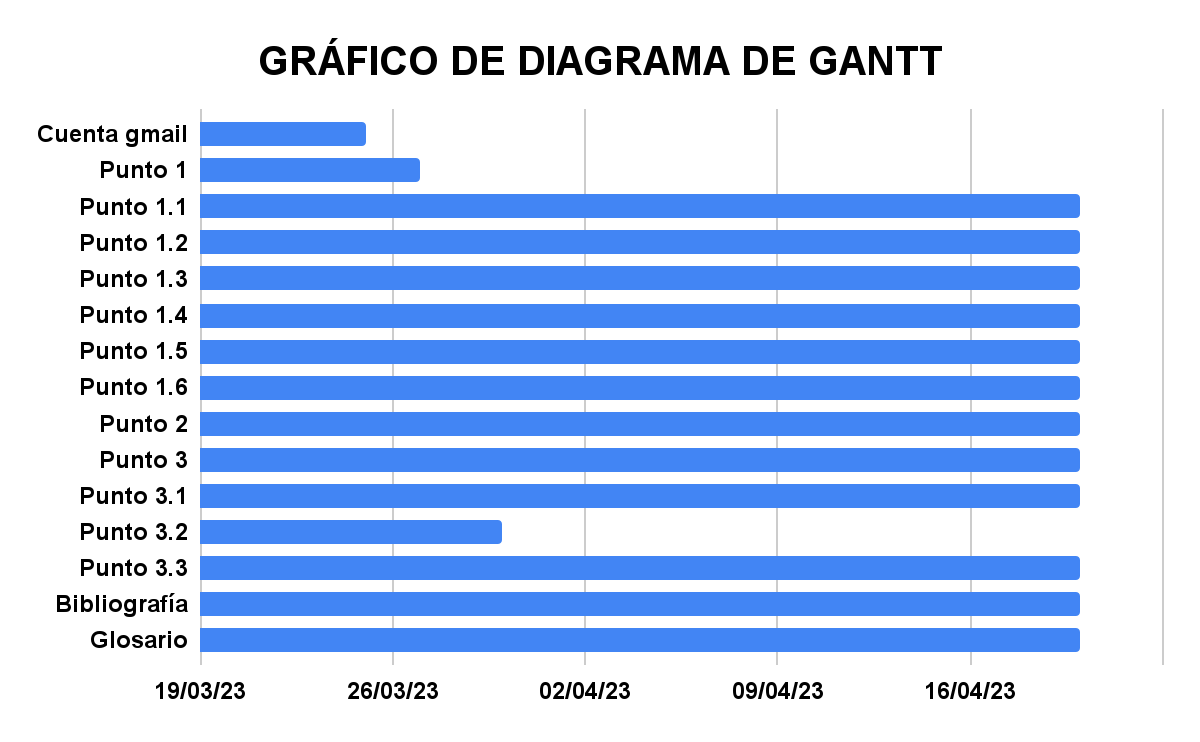 GRÁFICO DE DIAGRAMA DE GANTT
Cuenta gmail
Punto 1
Punto 1.1
Punto 1.2
Punto 1.3
Punto 1.4
Punto 1.5
Punto 1.6
Punto 2
Punto 3
Punto 3.1
Punto 3.2
Punto 3.3
Bibliografía
Glosario
19/03/23 26/03/23 02/04/23 09/04/23 16/04/23